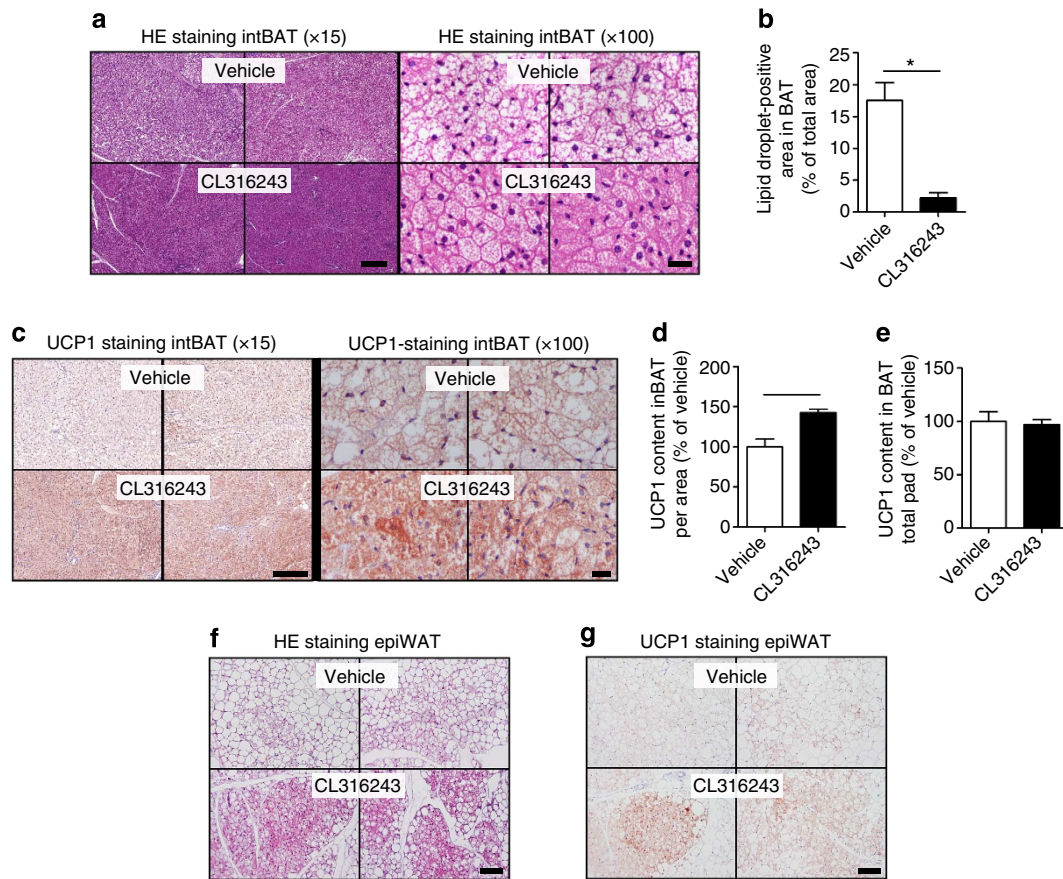 a
HE staining intBAT (×15)
HE staining intBAT (×100)
Vehicle
Vehicle
CL316243
CL316243
b
Lipid droplet-positive
area in BAT
(% of total area)
25
20
15
10
5
0
*
Vehicle
CL316243
c
UCP1 staining intBAT (×15)
UCP1-staining intBAT (×100)
Vehicle
Vehicle
CL316243
CL316243
d
UCP1 content inBAT
per area (% of vehicle)
200
150
100
50
0
Vehicle
CL316243
e
UCP1 content in BAT
total pad (% of vehicle)
150
100
50
0
Vehicle
CL316243
f
HE staining epiWAT
Vehicle
CL316243
g
UCP1 staining epiWAT
Vehicle
CL316243